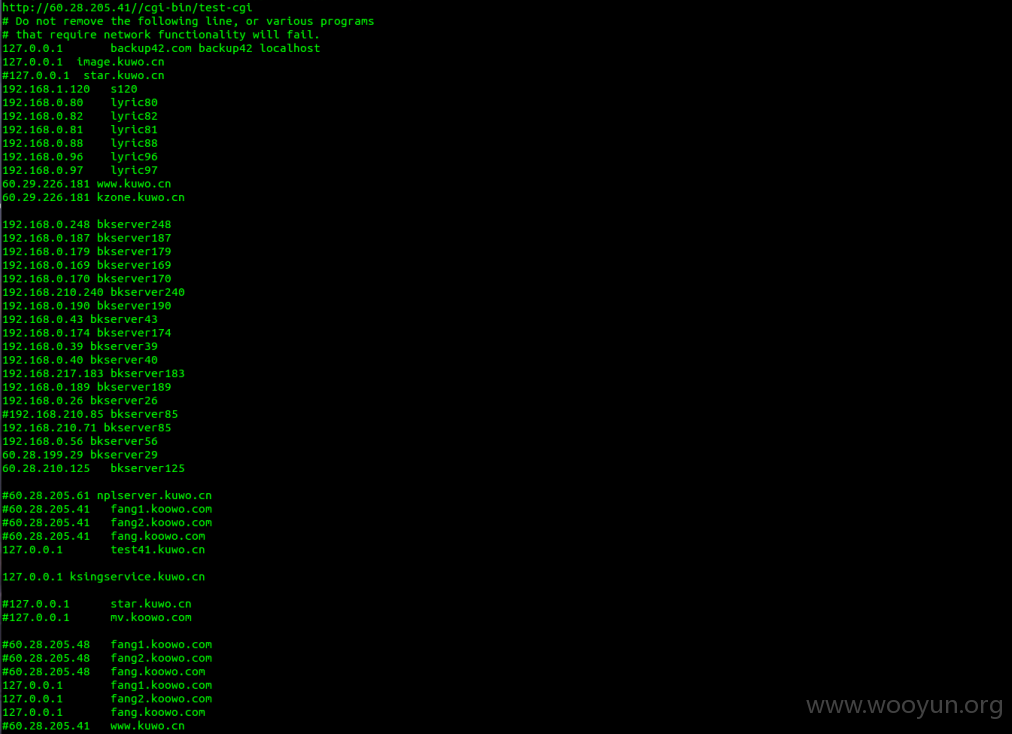 http://60.28.205.41//cgi-bin/test-cgi
# Do not remove the following line, or various programs
# that require network functionality will fail.
127.0.0.1 backup42.com backup42 localhost
127.0.0.1 image.kuwo.cn
#127.0.0.1 star.kuwo.cn
192.168.1.120 s120
192.168.0.80 lyric80
192.168.0.82 lyric82
192.168.0.81 lyric81
192.168.0.88 lyric88
192.168.0.96 lyric96
192.168.0.97 lyric97
60.29.226.181 www.kuwo.cn
60.29.226.181 kzone.kuwo.cn
192.168.0.248 bkserver248
192.168.0.187 bkserver187
192.168.0.179 bkserver179
192.168.0.169 bkserver169
192.168.0.170 bkserver170
192.168.210.240 bkserver240
192.168.0.190 bkserver190
192.168.0.43 bkserver43
192.168.0.174 bkserver174
192.168.0.39 bkserver39
192.168.0.40 bkserver40
192.168.217.183 bkserver183
192.168.0.189 bkserver189
192.168.0.26 bkserver26
#192.168.210.85 bkserver85
192.168.210.71 bkserver85
192.168.0.56 bkserver56
60.28.199.29 bkserver29
60.28.210.125 bkserver125
#60.28.205.61 nplserver.kuwo.cn
#60.28.205.41 fang1.koowo.com
#60.28.205.41 fang2.koowo.com
#60.28.205.41 fang.koowo.com
127.0.0.1 test41.kuwo.cn
127.0.0.1 ksingservice.kuwo.cn
#127.0.0.1 star.kuwo.cn
#127.0.0.1 mv.koowo.com
#60.28.205.48 fang1.koowo.com
#60.28.205.48 fang2.koowo.com
#60.28.205.48 fang.koowo.com
127.0.0.1 fang1.koowo.com
127.0.0.1 fang2.koowo.com
127.0.0.1 fang.koowo.com
#60.28.205.41 www.kuwo.cn
www.wooyun.org